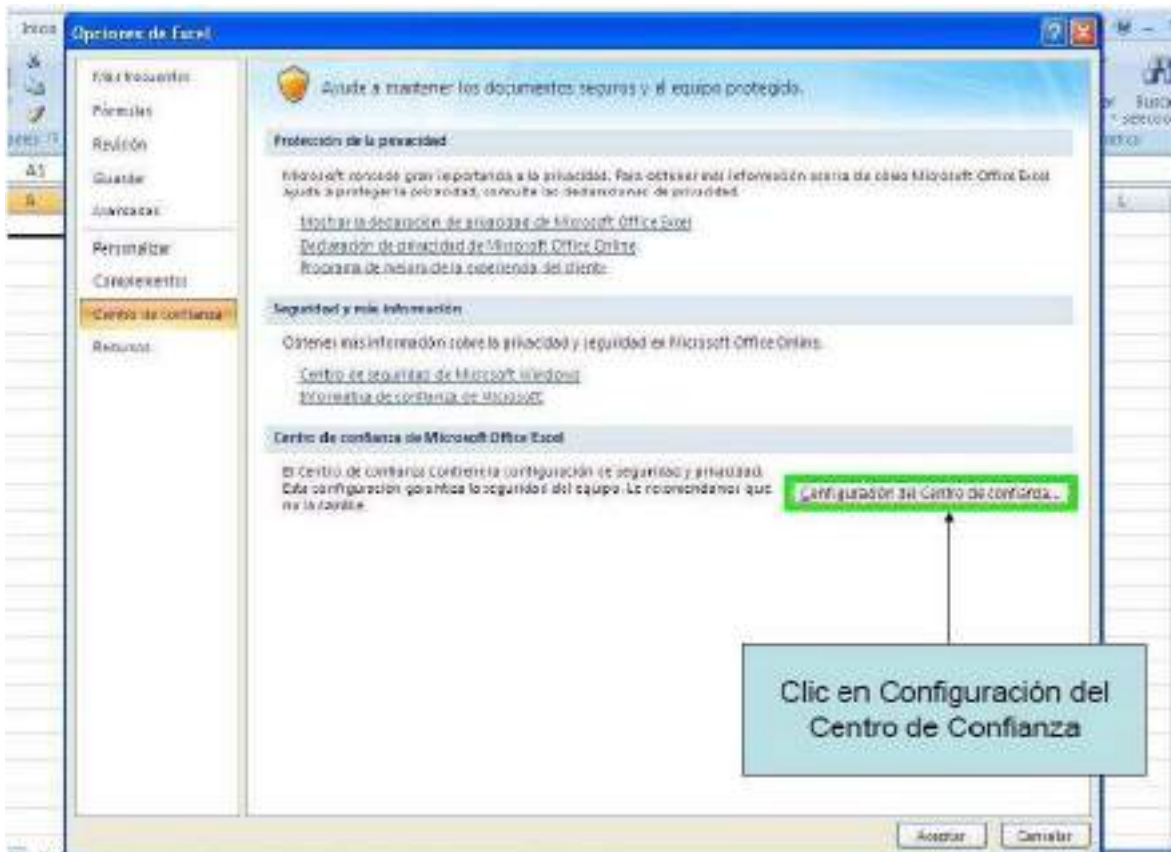 Inicio
Opciones de Excel
Más frecuentes
Fórmulas
Revisión
Guardar
Avanzadas
Personalizar
Complementos
Centro de confianza
Recursos
A1
Ayude a mantener los documentos seguros y el equipo protegido.
Protección de la privacidad
Microsoft concede gran importancia a la privacidad. Para obtener más información acerca de cómo Microsoft Office Excel
ayuda a proteger la privacidad, consulte las declaraciones de privacidad.
Mostrar la declaración de privacidad de Microsoft Office Excel
Declaración de privacidad de Microsoft Office Online
Programa de mejora de la experiencia del cliente
Seguridad y más información
Obtener más información sobre la privacidad y seguridad en Microsoft Office Online.
Centro de seguridad de Microsoft Windows
Informática de confianza de Microsoft
Centro de confianza de Microsoft Office Excel
El Centro de confianza contiene la configuración de seguridad y privacidad.
Esta configuración garantiza la seguridad del equipo. Le recomendamos que
no la cambie.
Configuración del Centro de confianza...
Clic en Configuración del
Centro de Confianza
Aceptar
Cancelar